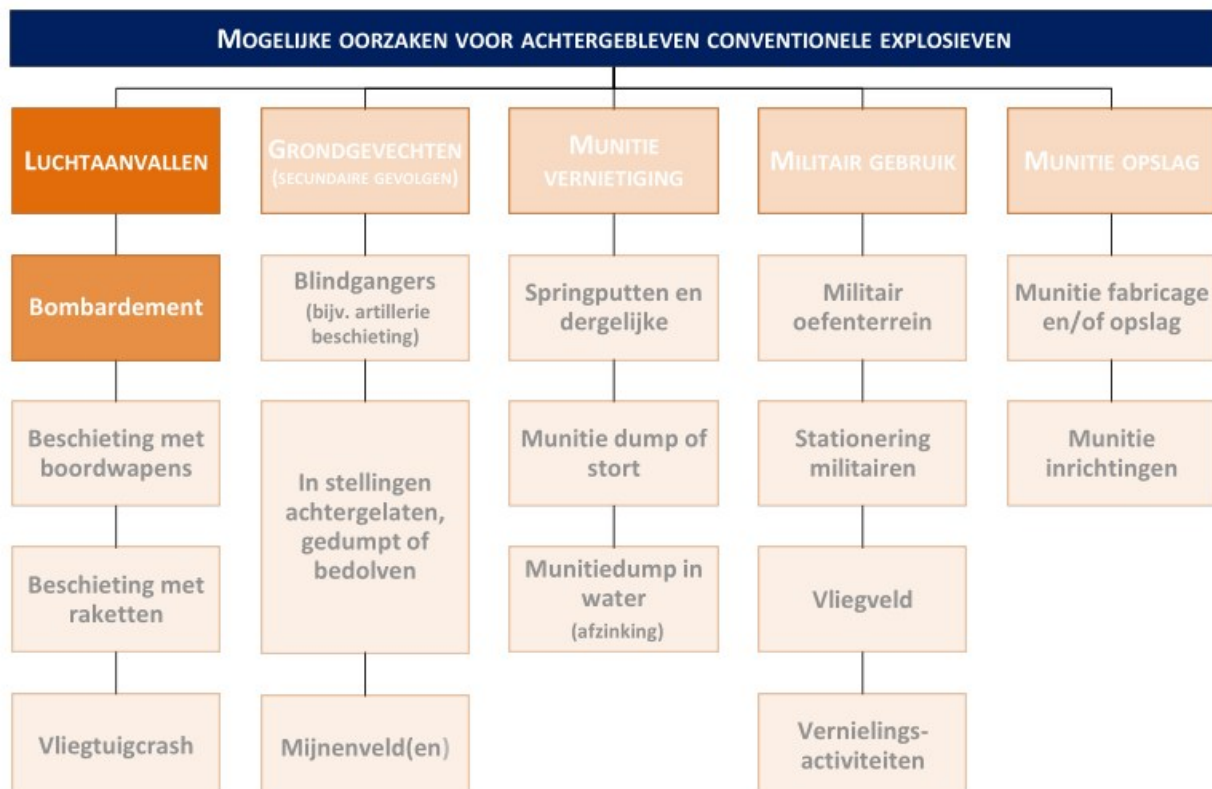 MOGELIJKE OORZAKEN VOOR ACHTERGEBLEVEN CONVENTIONELE EXPLOSIEVEN
LUCHTAANVALLEN
Bombardement
Beschieting met
boordwapens
Beschieting met
raketten
Vliegtuigcrash
GRONDGEVECHTEN
(SECUNDAIRE GEVOLGEN)
Blindgangers
(bijv. artillerie
beschieting)
In stellingen
achtergelaten,
gedumpt of
bedolven
Mijnenveld(en)
MUNITIE
VERNIETIGING
Springputten en
dergelijke
Munitie dump of
stort
Munitiedump in
water
(afzinking)
MILITAIR GEBRUIK
Militair
oefenterrein
Stationering
militairen
Vliegveld
Vernielings-
activiteiten
MUNITIE OPSLAG
Munitie fabricage
en/of opslag
Munitie
inrichtingen